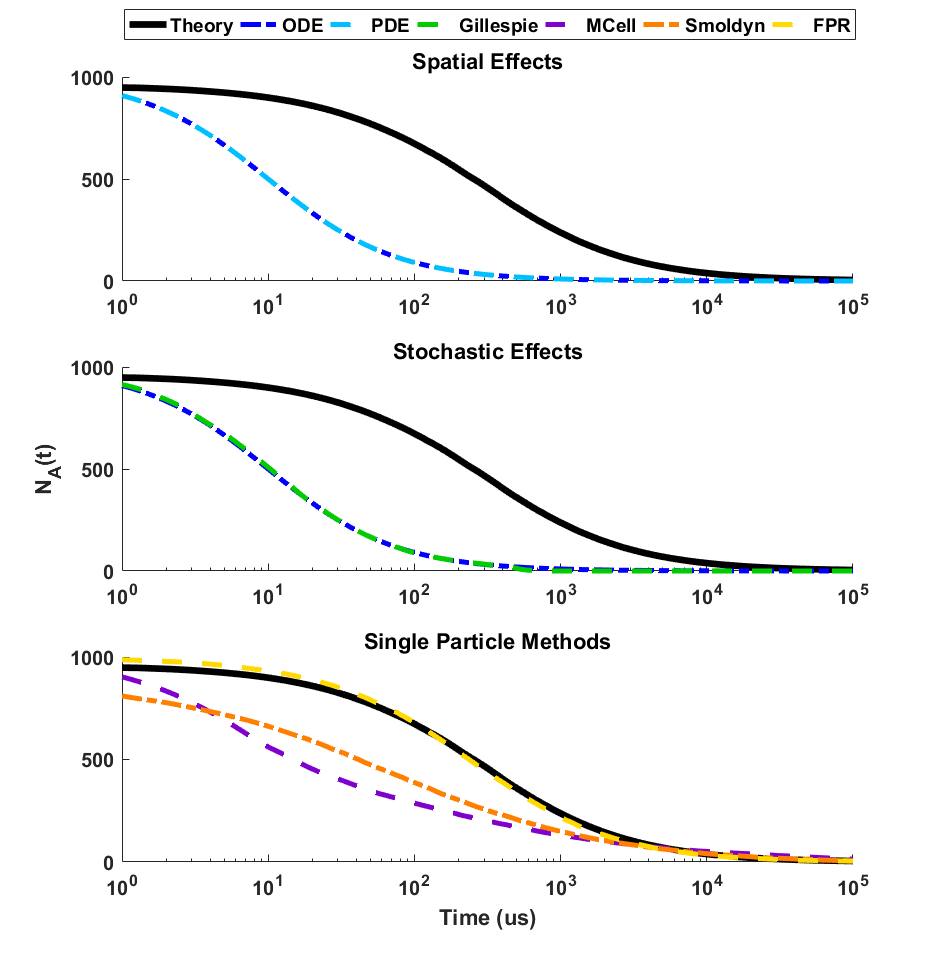 Theory ODE PDE Gillespie MCell Smoldyn FPR
Spatial Effects
1000
500
0
10^0 10^1 10^2 10^3 10^4 10^5
Stochastic Effects
1000
500
0
N_A(t)
10^0 10^1 10^2 10^3 10^4 10^5
Single Particle Methods
1000
500
0
10^0 10^1 10^2 10^3 10^4 10^5
Time (us)